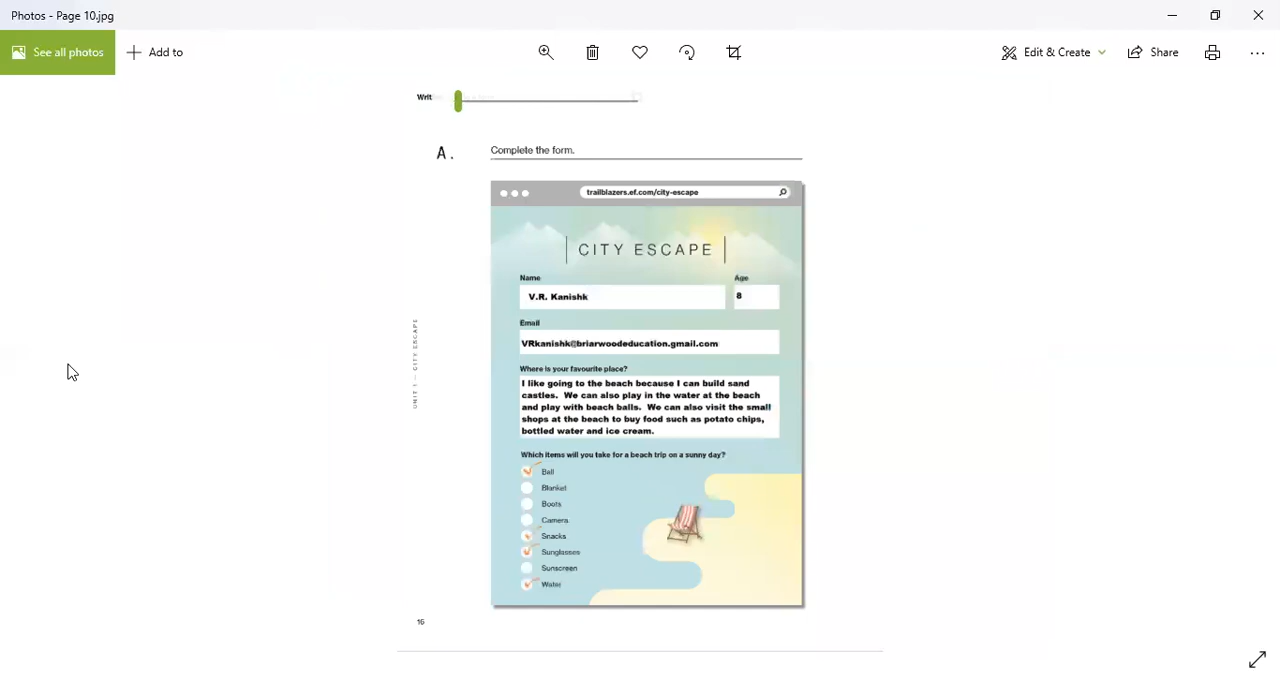 Photos - Page 10.jpg
See all photos
Add to
Edit & Create
Share
Writ
A.
Complete the form.
trailblazers.ef.com/city-escape
CITY ESCAPE
Name
Age
V.R. Kanishk
8
Email
VRkanishk@briarwoodeducation.gmail.com
Where is your favourite place?
I like going to the beach because I can build sand
castles. We can also play in the water at the beach
and play with beach balls. We can also visit the small
shops at the beach to buy food such as potato chips,
bottled water and ice cream.
Which items will you take for a beach trip on a sunny day?
Ball
Blanket
Boots
Camera
Snacks
Sunglasses
Sunscreen
Water
UNIT 1 — CITY ESCAPE
16